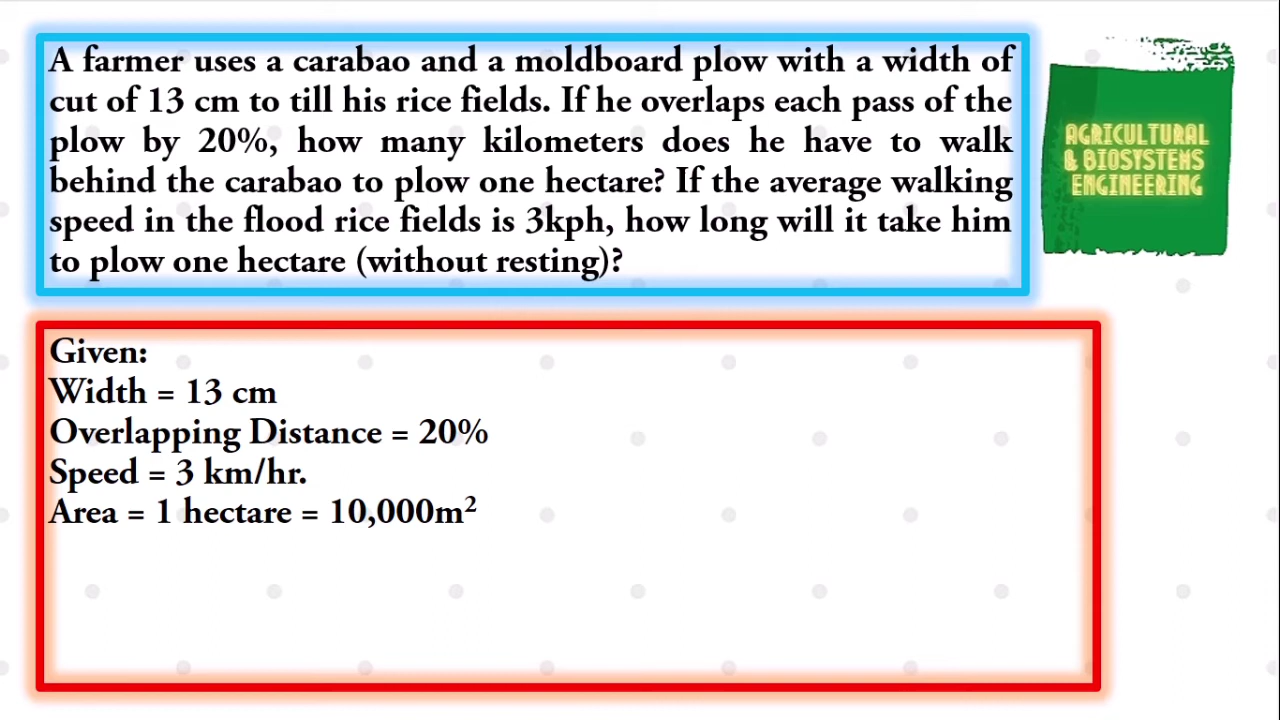 A farmer uses a carabao and a moldboard plow with a width of
cut of 13 cm to till his rice fields. If he overlaps each pass of the
plow by 20%, how many kilometers does he have to walk
behind the carabao to plow one hectare? If the average walking
speed in the flood rice fields is 3kph, how long will it take him
to plow one hectare (without resting)?
AGRICULTURAL
& BIOSYSTEMS
ENGINEERING
Given:
Width = 13 cm
Overlapping Distance = 20%
Speed = 3 km/hr.
Area = 1 hectare = 10,000m²